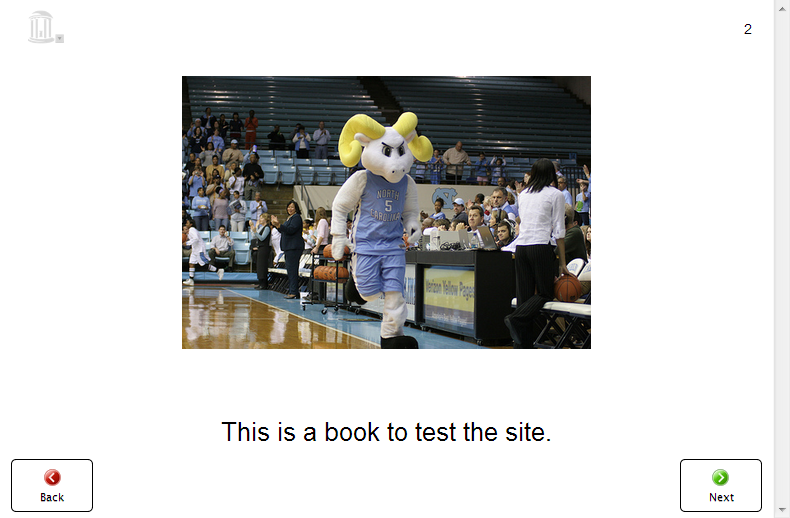 2
NORTH
5
CAROLINA
Verizon Yellow Pages
This is a book to test the site.
Back
Next